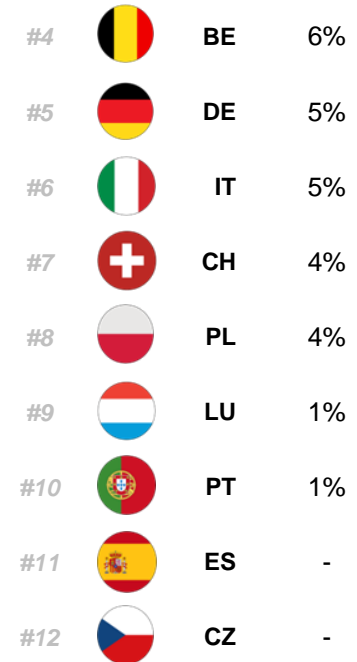 #4 BE 6%
#5 DE 5%
#6 IT 5%
#7 CH 4%
#8 PL 4%
#9 LU 1%
#10 PT 1%
#11 ES -
#12 CZ -